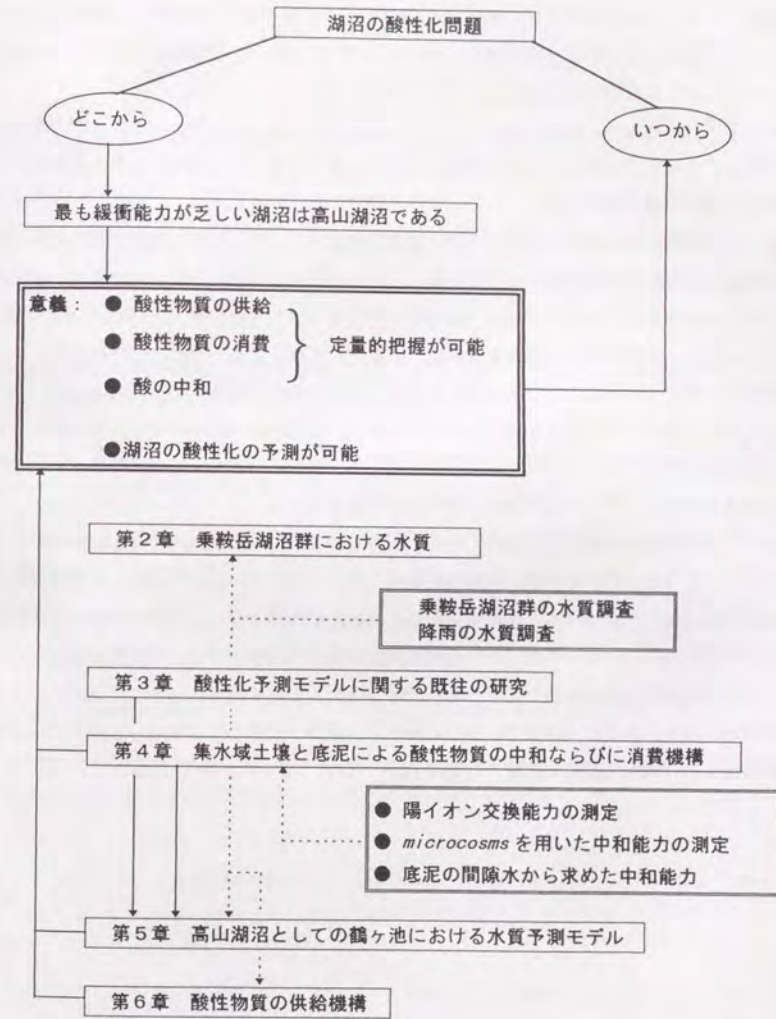 湖沼の酸性化問題
どこから
いつから
最も緩衝能力が乏しい湖沼は高山湖沼である
意義: ● 酸性物質の供給
● 酸性物質の消費
定量的把握が可能
● 酸の中和
●湖沼の酸性化の予測が可能
第2章 乗鞍岳湖沼群における水質
乗鞍岳湖沼群の水質調査
降雨の水質調査
第3章 酸性化予測モデルに関する既往の研究
第4章 集水域土壌と底泥による酸性物質の中和ならびに消費機構
● 陽イオン交換能力の測定
● microcosms を用いた中和能力の測定
● 底泥の間隙水から求めた中和能力
第5章 高山湖沼としての鶴ヶ池における水質予測モデル
第6章 酸性物質の供給機構